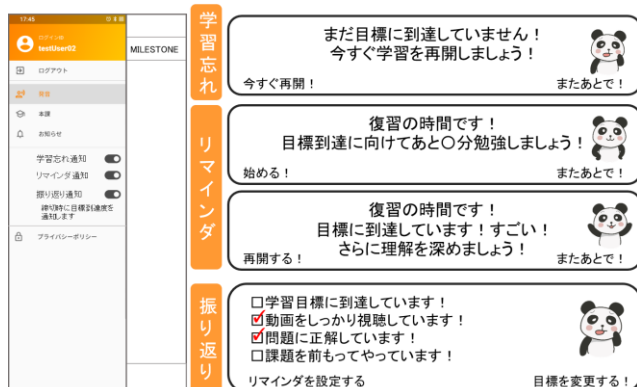 17:45
ログイン中
testUser02
ログアウト
本棚
お知らせ
学習忘れ通知
リマインダ通知
振り返り通知
締切時に目標到達度を
通知します
プライバシーポリシー
MILESTONE
学習忘れ
まだ目標に到達していません！
今すぐ学習を再開しましょう！
今すぐ再開！
またあとで！
リマインダ
復習の時間です！
目標到達に向けてあと〇分勉強しましょう！
始める！
またあとで！
復習の時間です！
目標に到達しています！すごい！
さらに理解を深めましょう！
再開する！
またあとで！
振り返り
□学習目標に到達しています！
☑動画をしっかり視聴しています！
☑問題に正解しています！
□課題を前もってやっています！
リマインダを設定する
目標を変更する！